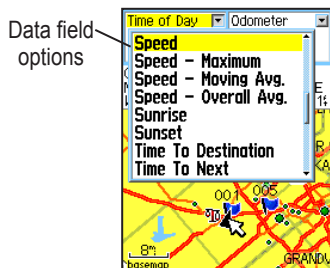 Data field
options
Time of Day Odometer
Speed
Speed - Maximum
Speed - Moving Avg.
Speed - Overall Avg.
Sunrise
Sunset
Time To Destination
Time To Next
001 005
8mi
GRANDV
basemap